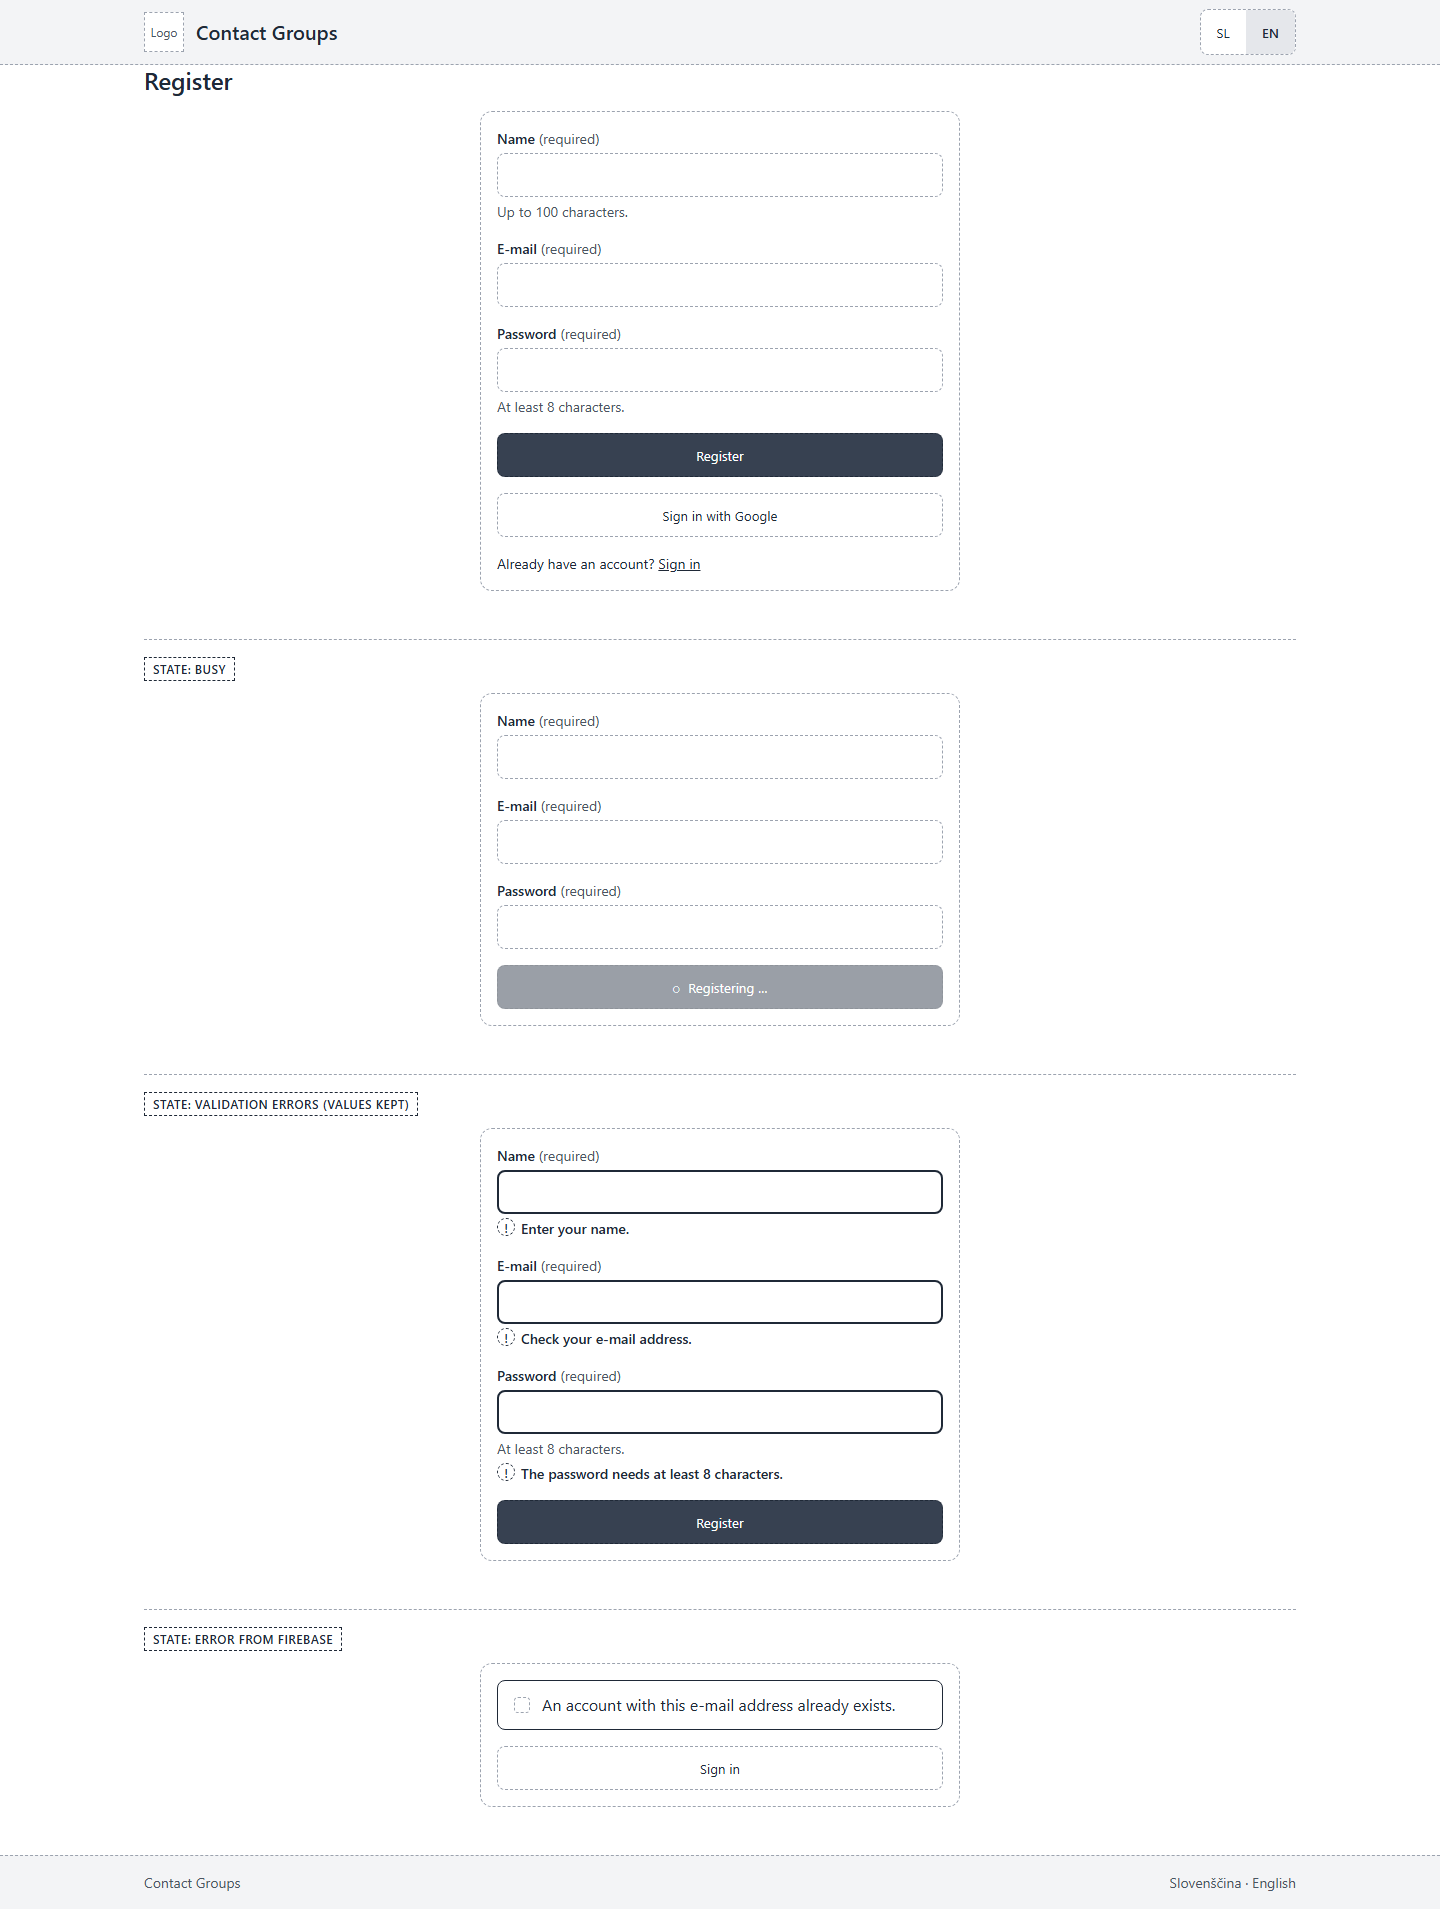 Logo
Contact Groups
SL
EN
Register
Name (required)
Up to 100 characters.
E-mail (required)
Password (required)
At least 8 characters.
Register
Sign in with Google
Already have an account? Sign in
STATE: BUSY
Name (required)
E-mail (required)
Password (required)
Registering ...
STATE: VALIDATION ERRORS (VALUES KEPT)
Name (required)
! Enter your name.
E-mail (required)
! Check your e-mail address.
Password (required)
At least 8 characters.
! The password needs at least 8 characters.
Register
STATE: ERROR FROM FIREBASE
An account with this e-mail address already exists.
Sign in
Contact Groups
Slovenščina · English